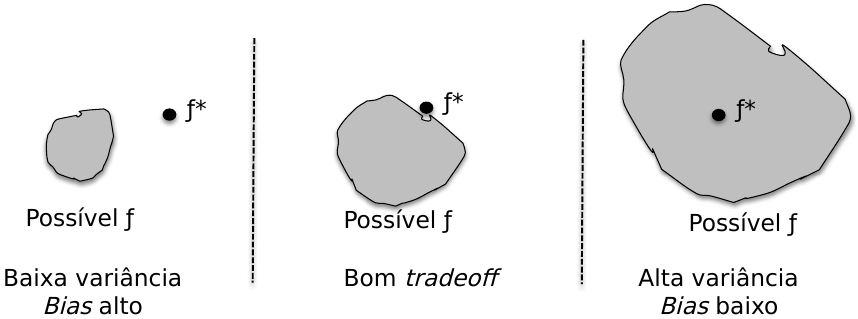 ƒ*
Possível ƒ
Baixa variância
Bias alto
ƒ*
Possível ƒ
Bom tradeoff
ƒ*
Possível ƒ
Alta variância
Bias baixo